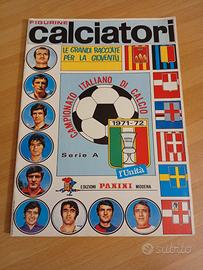 FIGURINE
calciatori
LE GRANDI RACCOLTE
PER LA GIOVENTÙ
CAMPIONATO ITALIANO DI CALCIO
1971-72
Serie A
l'Unità
EDIZIONI PANINI MODENA
subito